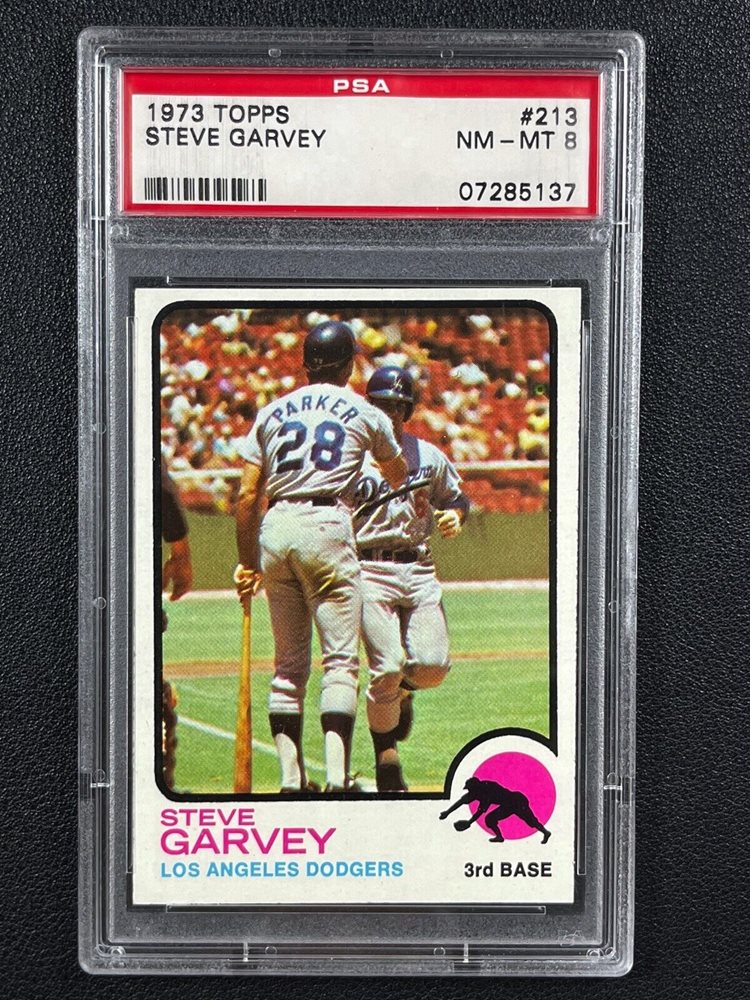 PSA
1973 TOPPS #213
STEVE GARVEY NM-MT 8
07285137
PARKER
28
Dodgers
STEVE
GARVEY
LOS ANGELES DODGERS
3rd BASE